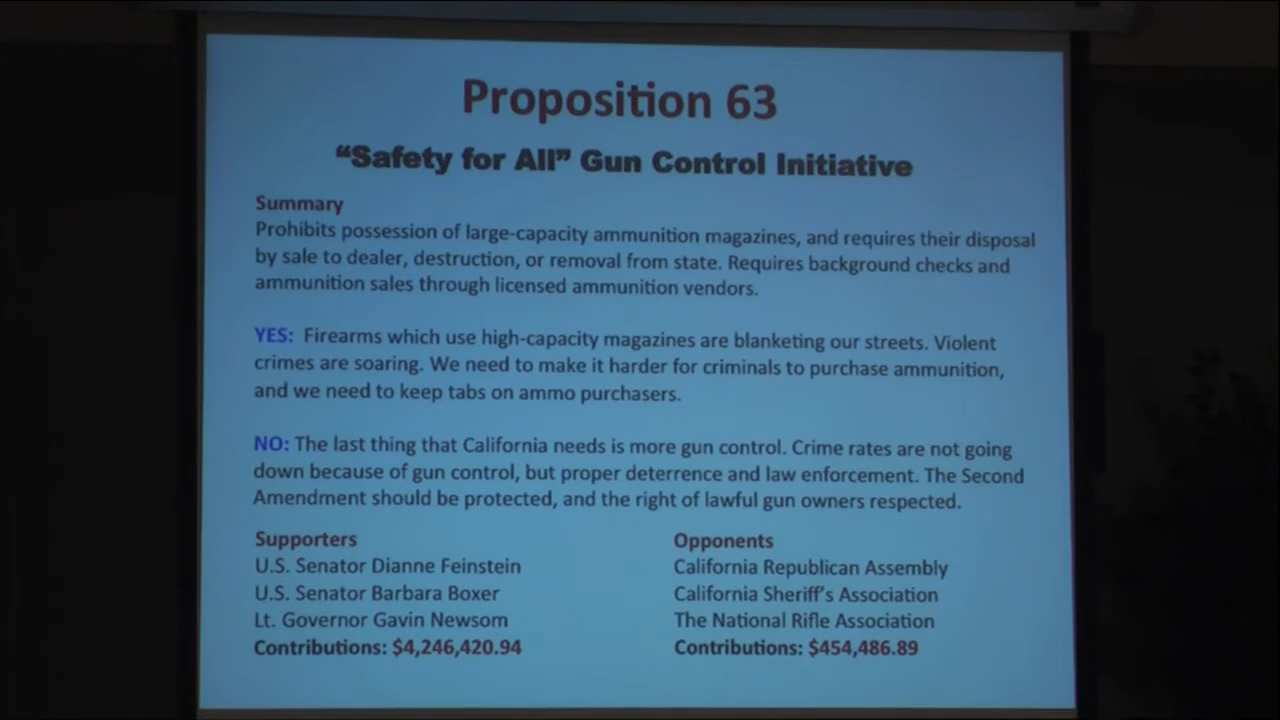 Proposition 63
“Safety for All” Gun Control Initiative
Summary
Prohibits possession of large-capacity ammunition magazines, and requires their disposal
by sale to dealer, destruction, or removal from state. Requires background checks and
ammunition sales through licensed ammunition vendors.
YES: Firearms which use high-capacity magazines are blanketing our streets. Violent
crimes are soaring. We need to make it harder for criminals to purchase ammunition,
and we need to keep tabs on ammo purchasers.
NO: The last thing that California needs is more gun control. Crime rates are not going
down because of gun control, but proper deterrence and law enforcement. The Second
Amendment should be protected, and the right of lawful gun owners respected.
Supporters
U.S. Senator Dianne Feinstein
U.S. Senator Barbara Boxer
Lt. Governor Gavin Newsom
Contributions: $4,246,420.94
Opponents
California Republican Assembly
California Sheriff’s Association
The National Rifle Association
Contributions: $454,486.89